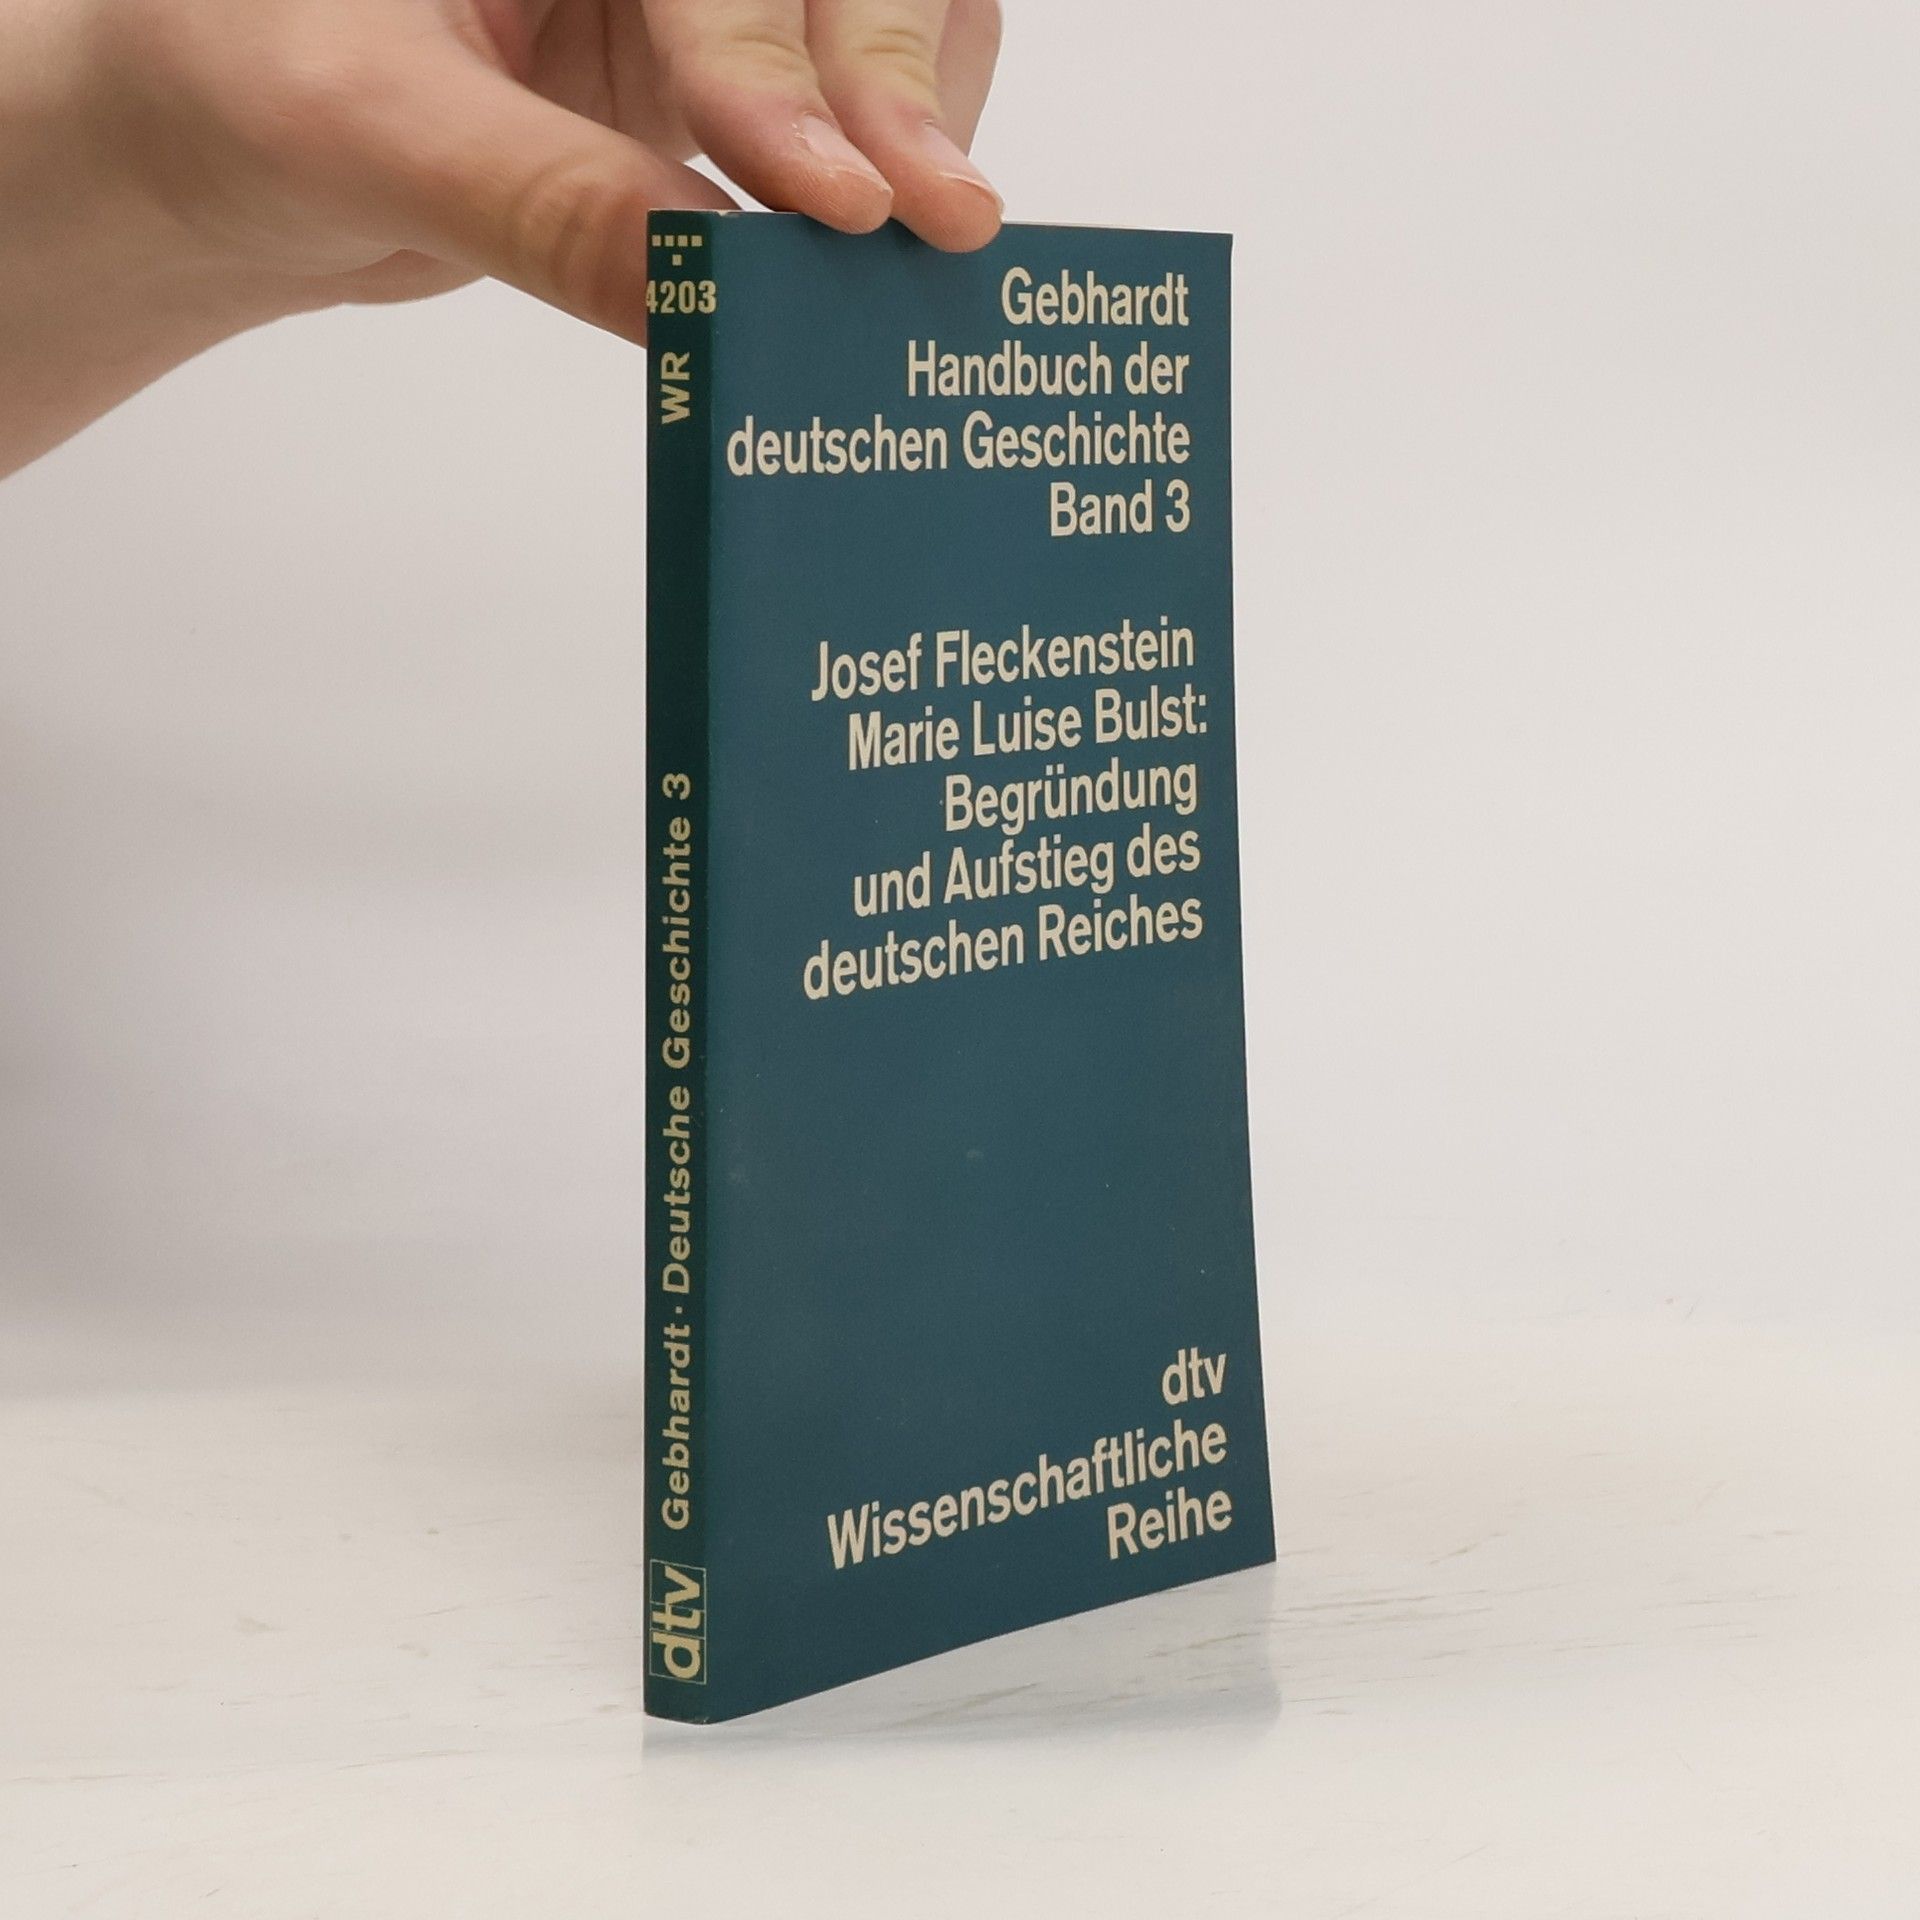 4203
WR
Gebhardt · Deutsche Geschichte 3
dtv
Gebhardt
Handbuch der
deutschen Geschichte
Band 3
Josef Fleckenstein
Marie Luise Bulst:
Begründung
und Aufstieg des
deutschen Reiches
dtv
Wissenschaftliche
Reihe